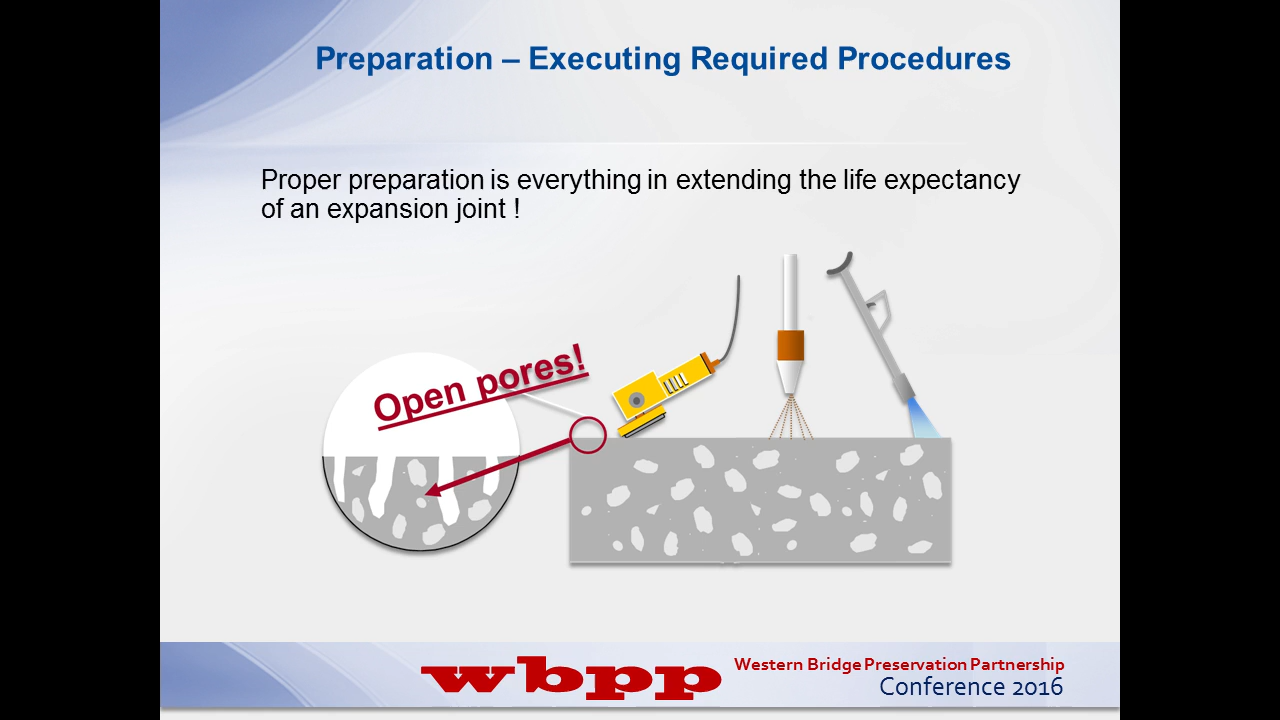 Preparation – Executing Required Procedures
Proper preparation is everything in extending the life expectancy
of an expansion joint !
Open pores!
wbpp
Western Bridge Preservation Partnership
Conference 2016